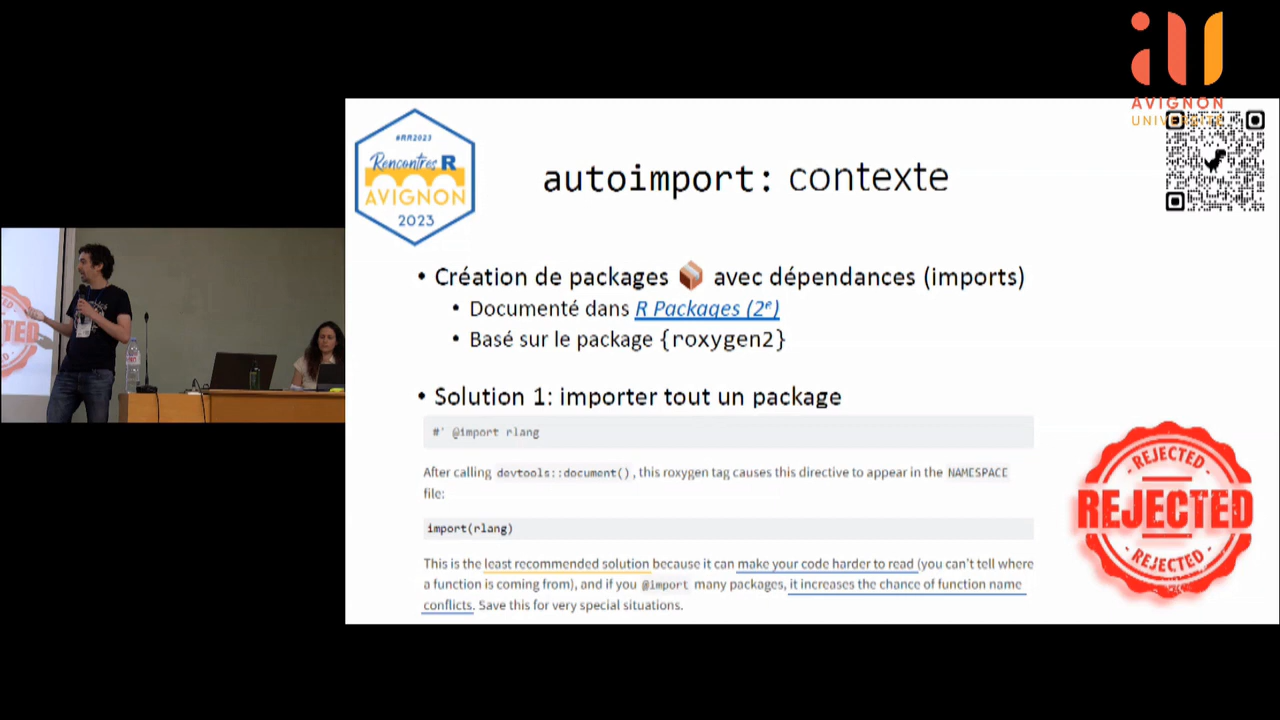 AVIGNON
UNIVERSITÉ
#RR2023
Rencontres R
AVIGNON
2023
autoimport: contexte
• Création de packages 📦 avec dépendances (imports)
• Documenté dans R Packages (2ᵉ)
• Basé sur le package {roxygen2}
• Solution 1: importer tout un package
#' @import rlang
After calling devtools::document(), this roxygen tag causes this directive to appear in the NAMESPACE
file:
import(rlang)
This is the least recommended solution because it can make your code harder to read (you can't tell where
a function is coming from), and if you @import many packages, it increases the chance of function name
conflicts. Save this for very special situations.
REJECTED
REJECTED
REJECTED